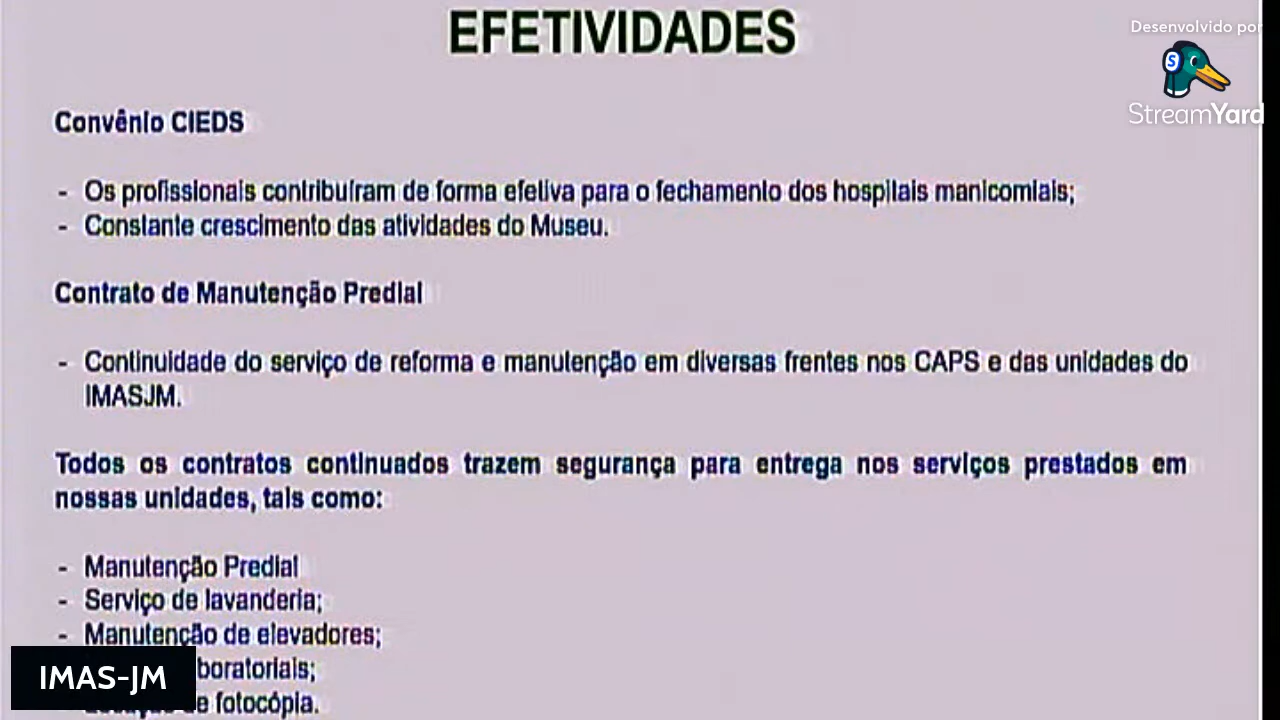 EFETIVIDADES
Desenvolvido por
StreamYard
Convênio CIEDS
- Os profissionais contribuíram de forma efetiva para o fechamento dos hospitais manicomiais;
- Constante crescimento das atividades do Museu.
Contrato de Manutenção Predial
- Continuidade do serviço de reforma e manutenção em diversas frentes nos CAPS e das unidades do
IMASJM.
Todos os contratos continuados trazem segurança para entrega nos serviços prestados em
nossas unidades, tais como:
- Manutenção Predial
- Serviço de lavanderia;
- Manutenção de elevadores;
boratoriais;
de fotocópia.
IMAS-JM